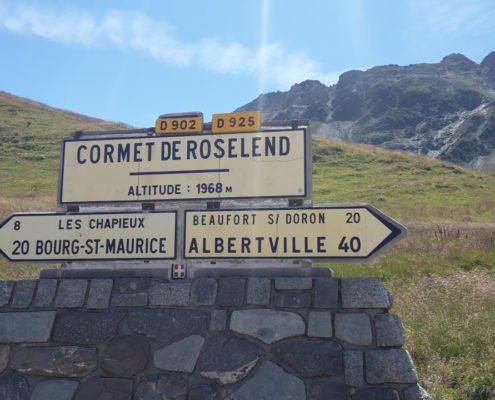 D 902 D 925
CORMET DE ROSELEND
ALTITUDE : 1968 M
8 LES CHAPIEUX
20 BOURG-ST-MAURICE
BEAUFORT S/ DORON 20
ALBERTVILLE 40